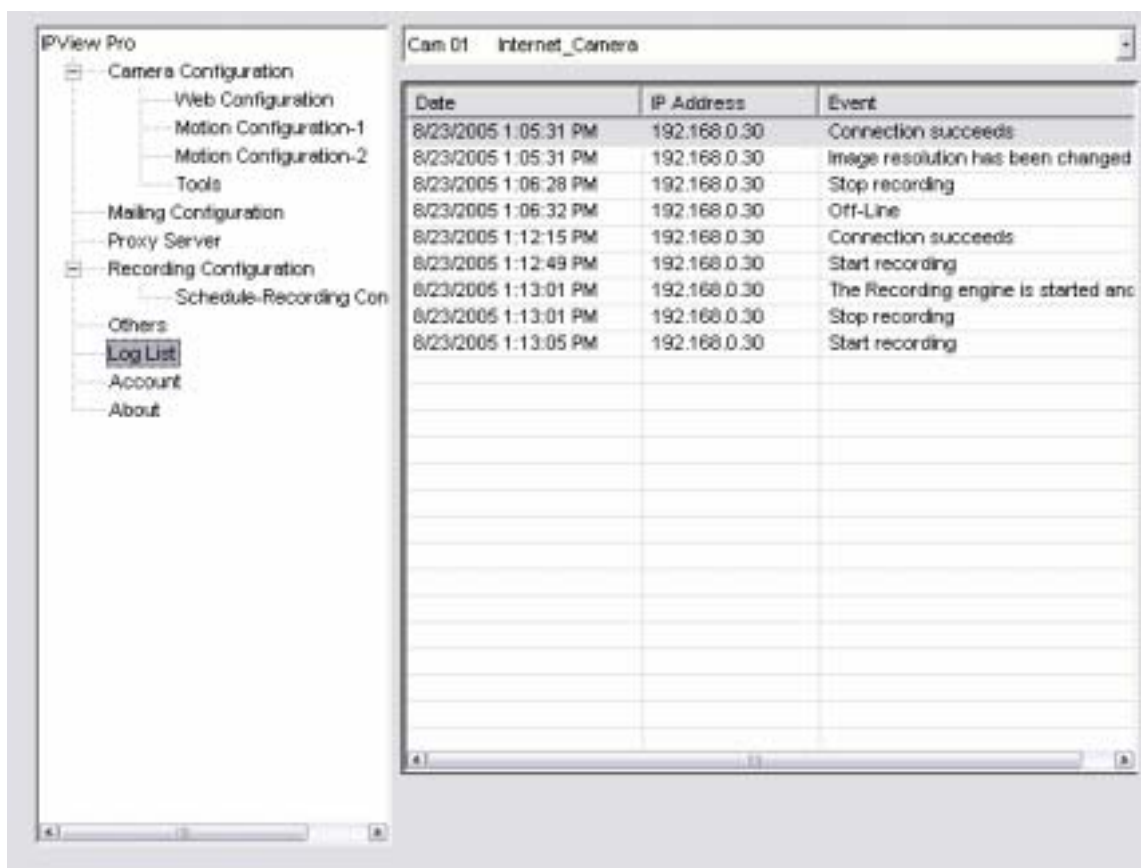 IPView Pro
Camera Configuration
Web Configuration
Motion Configuration-1
Motion Configuration-2
Tools
Mailing Configuration
Proxy Server
Recording Configuration
Schedule-Recording Con
Others
Log List
Account
About
Cam 01 Internet_Camera
Date IP Address Event
8/23/2005 1:05:31 PM 192.168.0.30 Connection succeeds
8/23/2005 1:05:31 PM 192.168.0.30 Image resolution has been changed
8/23/2005 1:06:28 PM 192.168.0.30 Stop recording
8/23/2005 1:06:32 PM 192.168.0.30 Off-Line
8/23/2005 1:12:15 PM 192.168.0.30 Connection succeeds
8/23/2005 1:12:49 PM 192.168.0.30 Start recording
8/23/2005 1:13:01 PM 192.168.0.30 The Recording engine is started and
8/23/2005 1:13:01 PM 192.168.0.30 Stop recording
8/23/2005 1:13:05 PM 192.168.0.30 Start recording